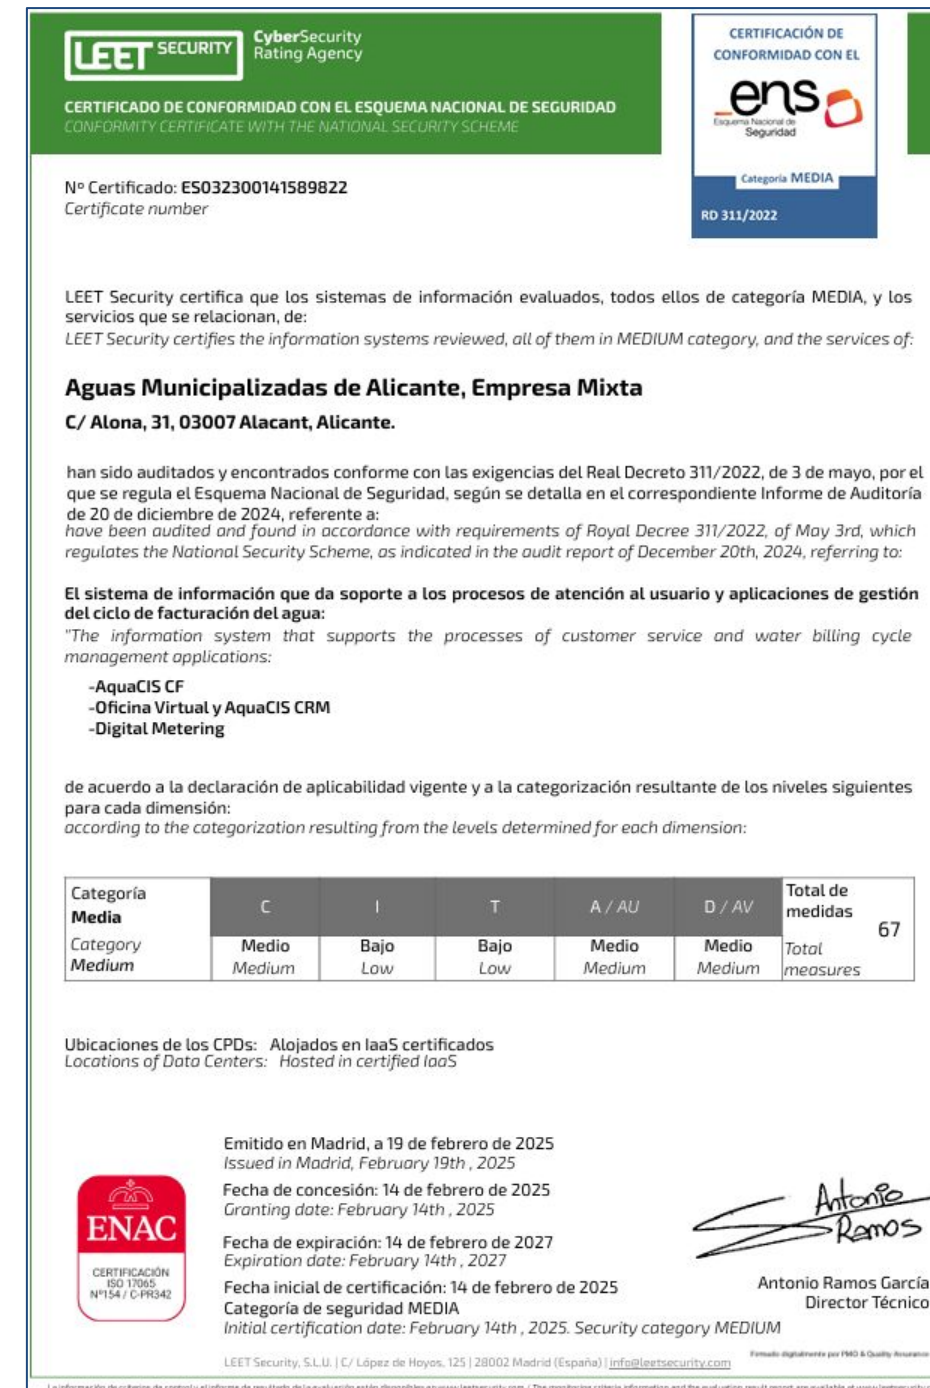 LEET SECURITY
CyberSecurity
Rating Agency
CERTIFICADO DE CONFORMIDAD CON EL ESQUEMA NACIONAL DE SEGURIDAD
CONFORMITY CERTIFICATE WITH THE NATIONAL SECURITY SCHEME
CERTIFICACIÓN DE
CONFORMIDAD CON EL
ens
Esquema Nacional de
Seguridad
Categoría MEDIA
RD 311/2022
Nº Certificado: ES032300141589822
Certificate number
LEET Security certifica que los sistemas de información evaluados, todos ellos de categoría MEDIA, y los
servicios que se relacionan, de:
LEET Security certifies the information systems reviewed, all of them in MEDIUM category, and the services of:
Aguas Municipalizadas de Alicante, Empresa Mixta
C/ Alona, 31, 03007 Alacant, Alicante.
han sido auditados y encontrados conforme con las exigencias del Real Decreto 311/2022, de 3 de mayo, por el
que se regula el Esquema Nacional de Seguridad, según se detalla en el correspondiente Informe de Auditoría
de 20 de diciembre de 2024, referente a:
have been audited and found in accordance with requirements of Royal Decree 311/2022, of May 3rd, which
regulates the National Security Scheme, as indicated in the audit report of December 20th, 2024, referring to:
El sistema de información que da soporte a los procesos de atención al usuario y aplicaciones de gestión
del ciclo de facturación del agua:
"The information system that supports the processes of customer service and water billing cycle
management applications:
-AquaCIS CF
-Oficina Virtual y AquaCIS CRM
-Digital Metering
de acuerdo a la declaración de aplicabilidad vigente y a la categorización resultante de los niveles siguientes
para cada dimensión:
according to the categorization resulting from the levels determined for each dimension:
Categoría
Media
Category
Medium
C I T A / AU D / AV
Medio Bajo Bajo Medio Medio
Medium Low Low Medium Medium
Total de
medidas
67
Total
measures
Ubicaciones de los CPDs: Alojados en IaaS certificados
Locations of Data Centers: Hosted in certified IaaS
Emitido en Madrid, a 19 de febrero de 2025
Issued in Madrid, February 19th , 2025
Fecha de concesión: 14 de febrero de 2025
Granting date: February 14th , 2025
Fecha de expiración: 14 de febrero de 2027
Expiration date: February 14th , 2027
Fecha inicial de certificación: 14 de febrero de 2025
Categoría de seguridad MEDIA
Initial certification date: February 14th , 2025. Security category MEDIUM
ENAC
CERTIFICACIÓN
ISO 17065
Nº154 / C-PR342
Antonio
Ramos
Antonio Ramos García
Director Técnico
Firmado digitalmente por PMO & Quality Assurance
LEET Security, S.L.U. | C/ López de Hoyos, 125 | 28002 Madrid (España) | info@leetsecurity.com